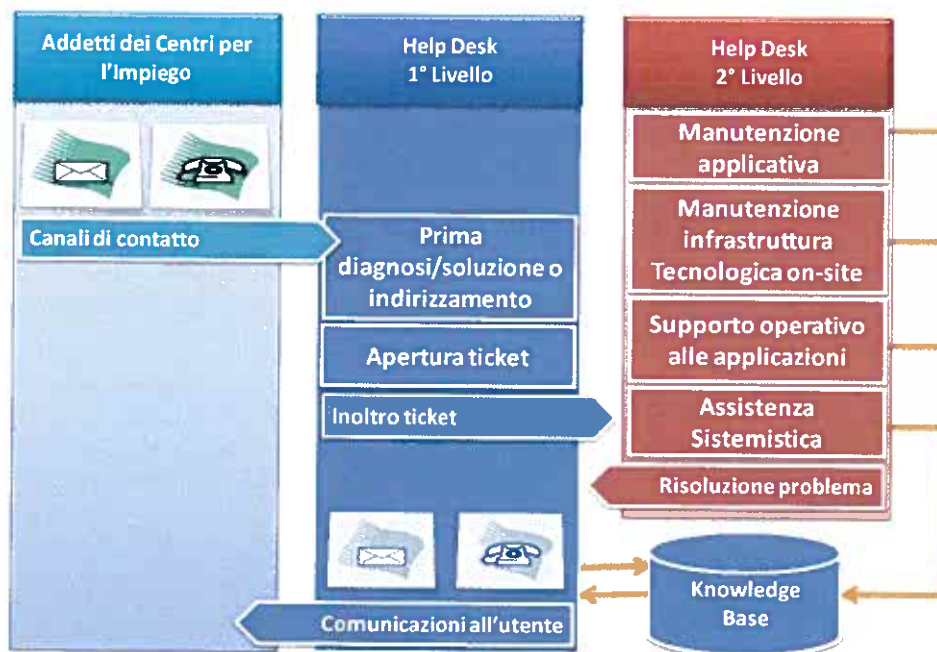 Addetti dei Centri per
l'Impiego
Canali di contatto
Help Desk
1° Livello
Prima
diagnosi/soluzione o
indirizzamento
Apertura ticket
Inoltro ticket
Comunicazioni all'utente
Help Desk
2° Livello
Manutenzione
applicativa
Manutenzione
infrastruttura
Tecnologica on-site
Supporto operativo
alle applicazioni
Assistenza
Sistemistica
Risoluzione problema
Knowledge
Base